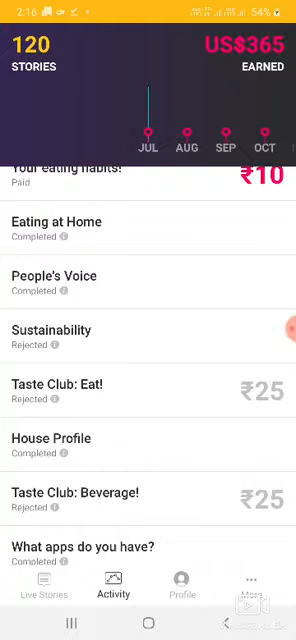 2:16
54%
120
US$365
STORIES
EARNED
JUL AUG SEP OCT
Your eating habits!
Paid
₹10
Eating at Home
Completed
People's Voice
Completed
Sustainability
Rejected
Taste Club: Eat!
Rejected
₹25
House Profile
Completed
Taste Club: Beverage!
Rejected
₹25
What apps do you have?
Completed
Live Stories Activity Profile More